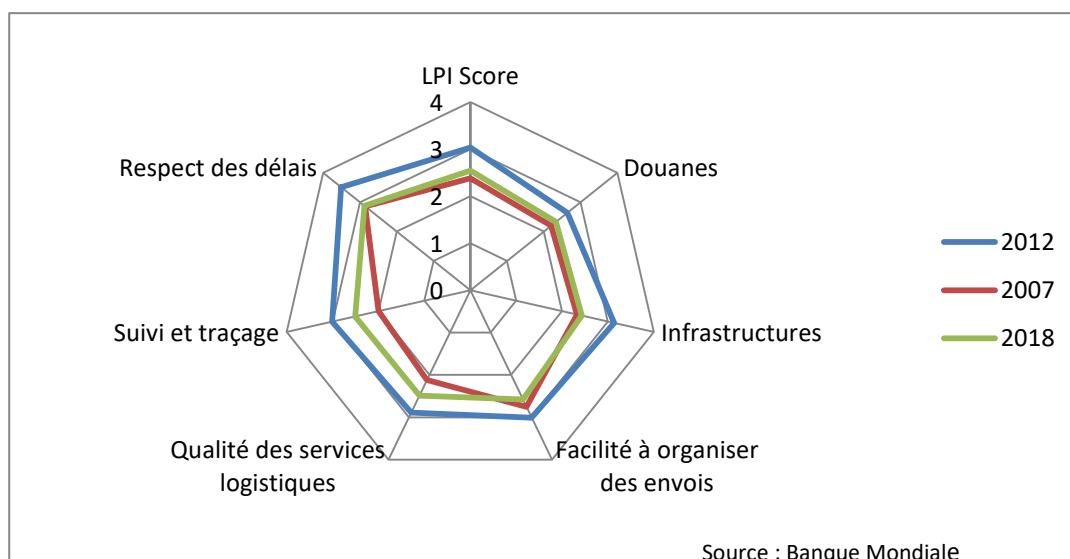 LPI Score
4
3
2
1
0
Respect des délais
Douanes
Suivi et traçage
Infrastructures
Qualité des services
logistiques
Facilité à organiser
des envois
2012
2007
2018
Source : Banque Mondiale